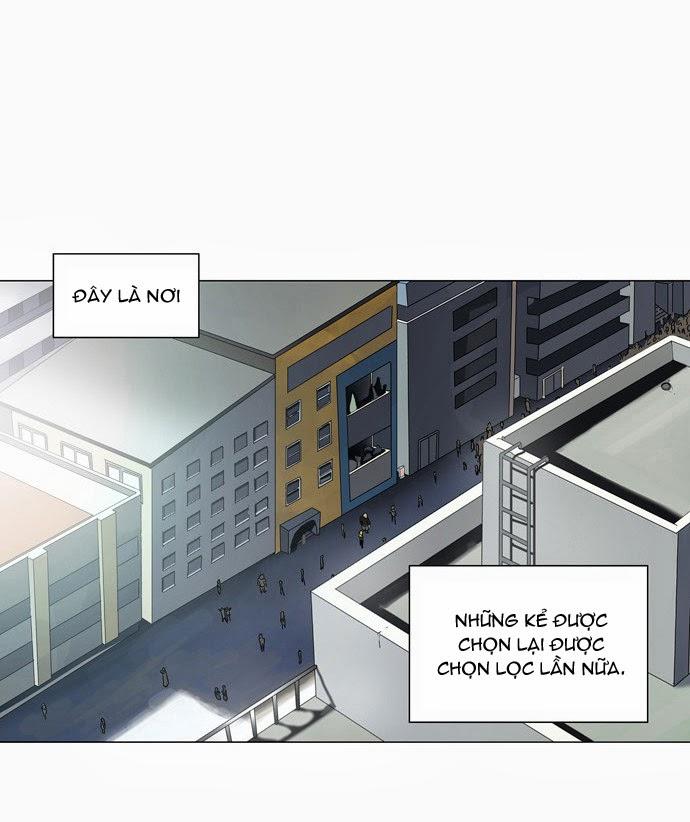 ĐÂY LÀ NƠI
NHỮNG KẺ ĐƯỢC
CHỌN LẠI ĐƯỢC
CHỌN LỌC LẦN NỮA.